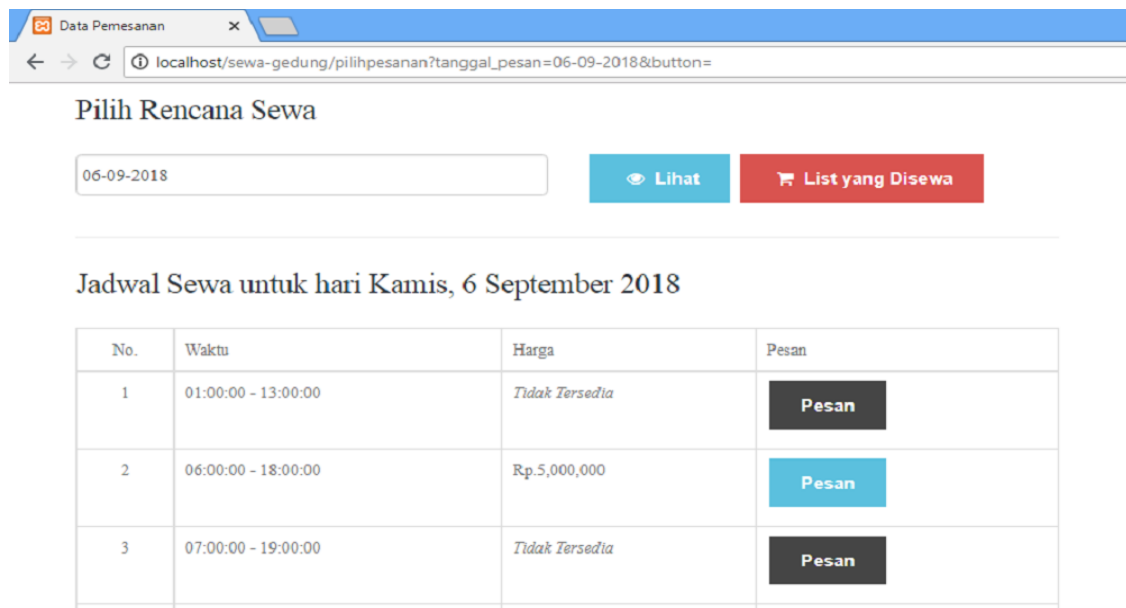 Data Pemesanan
localhost/sewa-gedung/pilihpesanan?tanggal_pesan=06-09-2018&button=
Pilih Rencana Sewa
06-09-2018 Lihat List yang Disewa
Jadwal Sewa untuk hari Kamis, 6 September 2018
No. Waktu Harga Pesan
1 01:00:00 - 13:00:00 Tidak Tersedia Pesan
2 06:00:00 - 18:00:00 Rp.5,000,000 Pesan
3 07:00:00 - 19:00:00 Tidak Tersedia Pesan